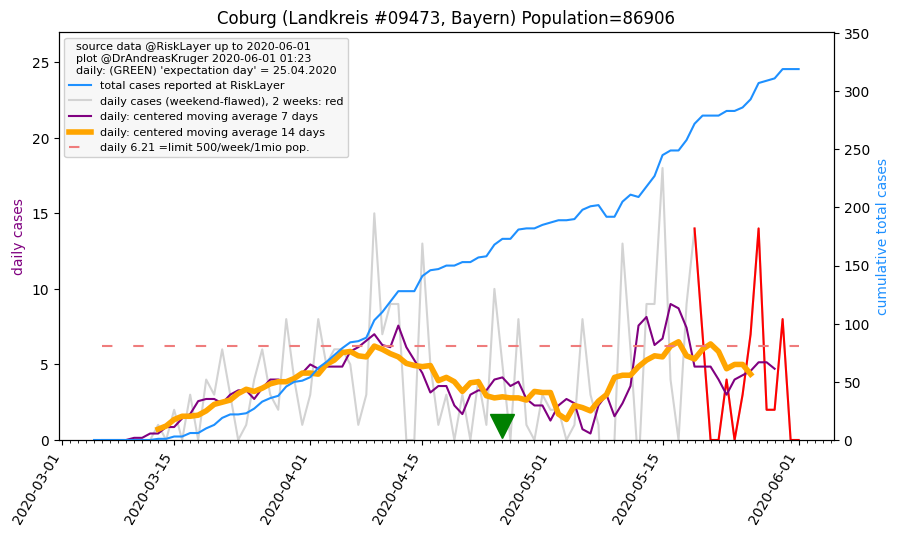 Coburg (Landkreis #09473, Bayern) Population=86906
source data @RiskLayer up to 2020-06-01
plot @DrAndreasKruger 2020-06-01 01:23
daily: (GREEN) 'expectation day' = 25.04.2020
total cases reported at RiskLayer
daily cases (weekend-flawed), 2 weeks: red
daily: centered moving average 7 days
daily: centered moving average 14 days
daily 6.21 =limit 500/week/1mio pop.
daily cases
25
20
15
10
5
0
cumulative total cases
350
300
250
200
150
100
50
0
2020-03-01
2020-03-15
2020-04-01
2020-04-15
2020-05-01
2020-05-15
2020-06-01